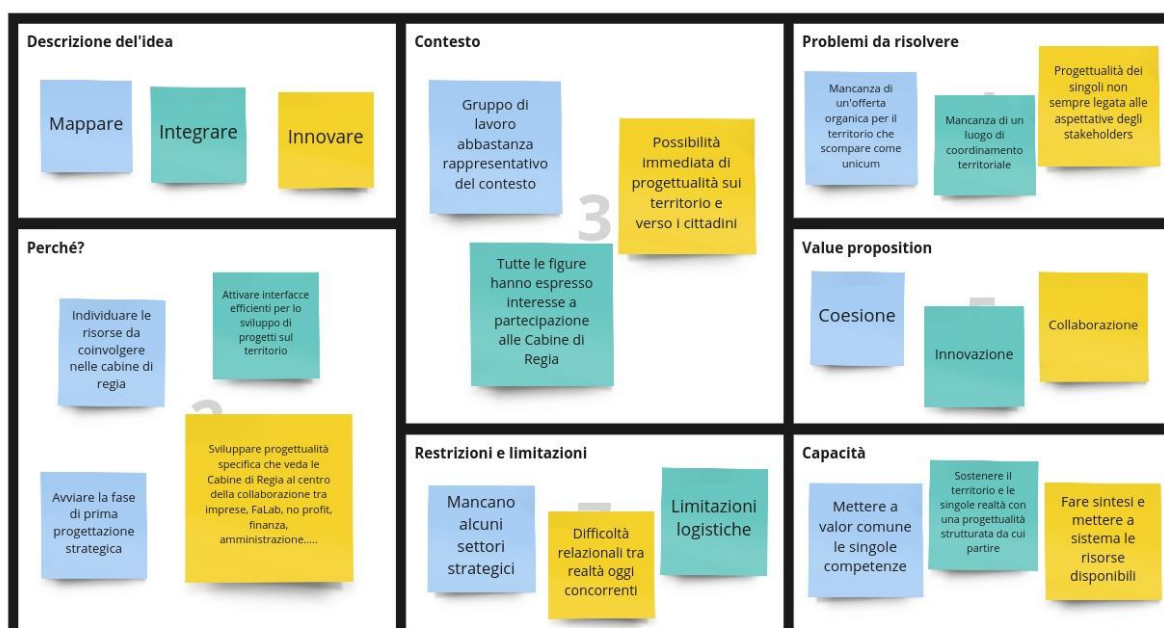 Descrizione del'idea
Mappare
Integrare
Innovare
Contesto
Gruppo di
lavoro
abbastanza
rappresentativo
del contesto
Possibilità
immediata di
progettualità sui
territorio e
verso i cittadini
3
Tutte le figure
hanno espresso
interesse a
partecipazione
alle Cabine di
Regia
Problemi da risolvere
Mancanza di
un'offerta
organica per il
territorio che
scompare come
unicum
Mancanza di un
luogo di
coordinamento
territoriale
Progettualità dei
singoli non
sempre legata alle
aspettative degli
stakeholders
Perché?
Individuare le
risorse da
coinvolgere
nelle cabine di
regia
Attivare interfacce
efficienti per lo
sviluppo di
progetti sul
territorio
Avviare la fase
di prima
progettazione
strategica
Sviluppare progettualità
specifica che veda le
Cabine di Regia al centro
della collaborazione tra
imprese, FaLab, no profit,
finanza,
amministrazione.....
Value proposition
Coesione
Innovazione
Collaborazione
Restrizioni e limitazioni
Mancano
alcuni
settori
strategici
Difficoltà
relazionali tra
realtà oggi
concorrenti
Limitazioni
logistiche
Capacità
Mettere a
valor comune
le singole
competenze
Sostenere il
territorio e le
singole realtà con
una progettualità
strutturata da cui
partire
Fare sintesi e
mettere a
sistema le
risorse
disponibili